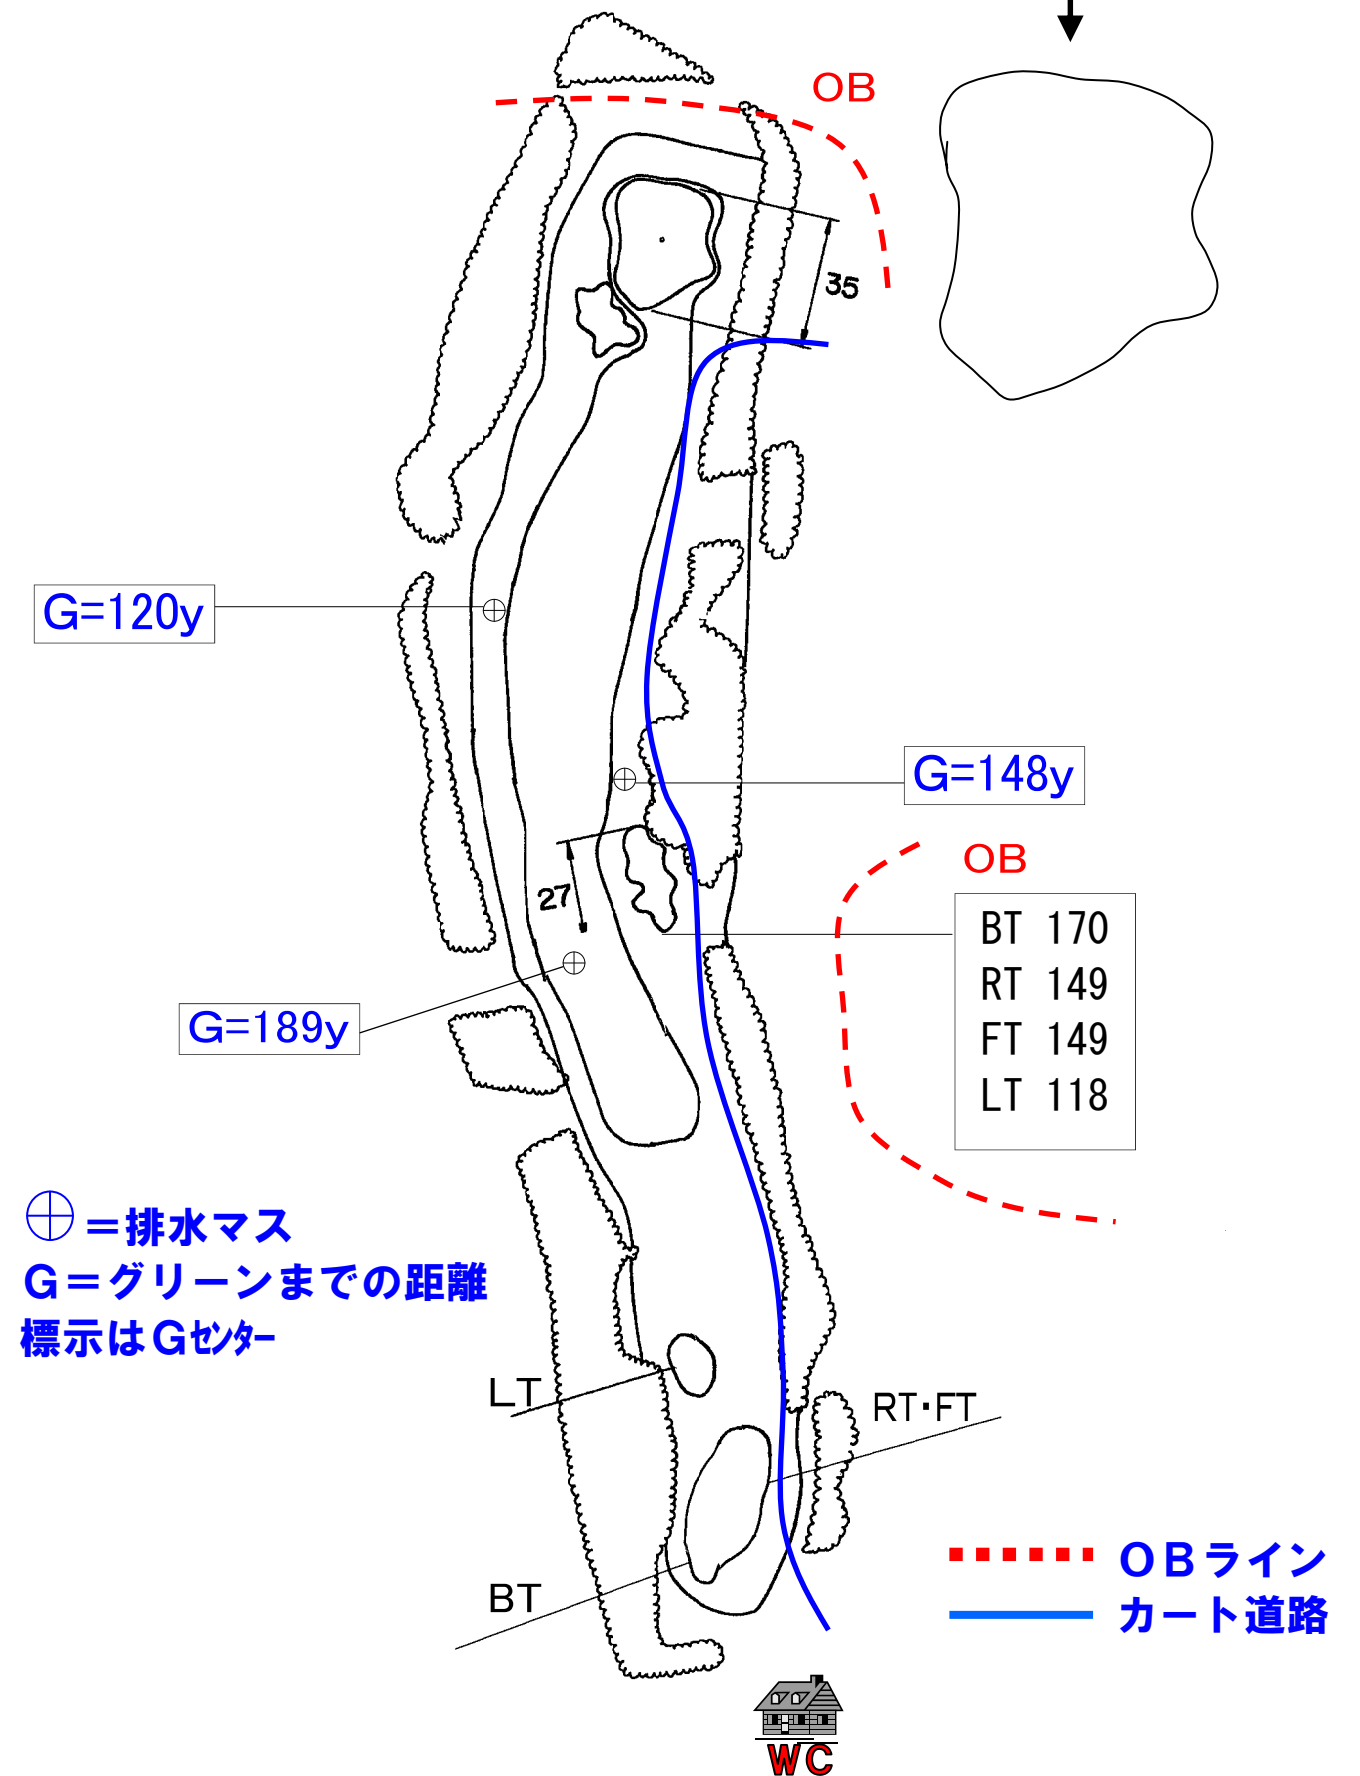 OB
35
G=120y
G=148y
27
OB
BT 170
RT 149
FT 149
LT 118
G=189y
⊕=排水マス
G=グリーンまでの距離
標示はGセンター
LT
RT・FT
BT
OBライン
カート道路
WC